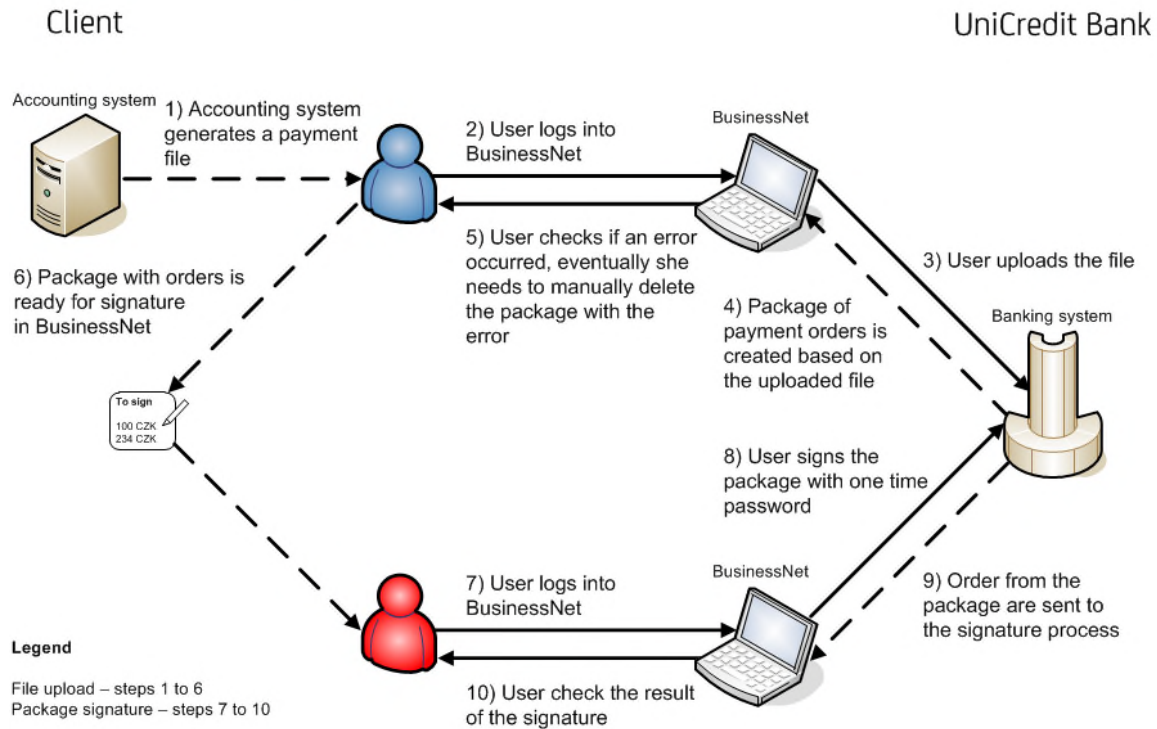 Client
UniCredit Bank
Accounting system
1) Accounting system
generates a payment
file
2) User logs into
BusinessNet
BusinessNet
3) User uploads the file
4) Package of
payment orders is
created based on
the uploaded file
Banking system
5) User checks if an error
occurred, eventually she
needs to manually delete
the package with the
error
6) Package with orders is
ready for signature
in BusinessNet
To sign
100 CZK
234 CZK
7) User logs into
BusinessNet
BusinessNet
8) User signs the
package with one time
password
9) Order from the
package are sent to
the signature process
10) User check the result
of the signature
Legend
File upload – steps 1 to 6
Package signature – steps 7 to 10